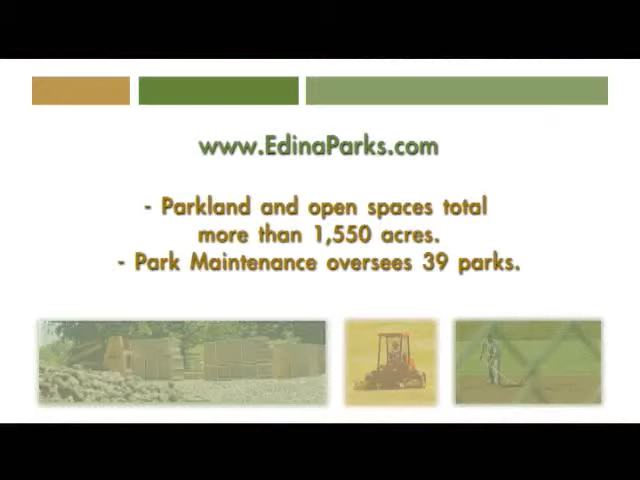 www.EdinaParks.com
- Parkland and open spaces total
more than 1,550 acres.
- Park Maintenance oversees 39 parks.